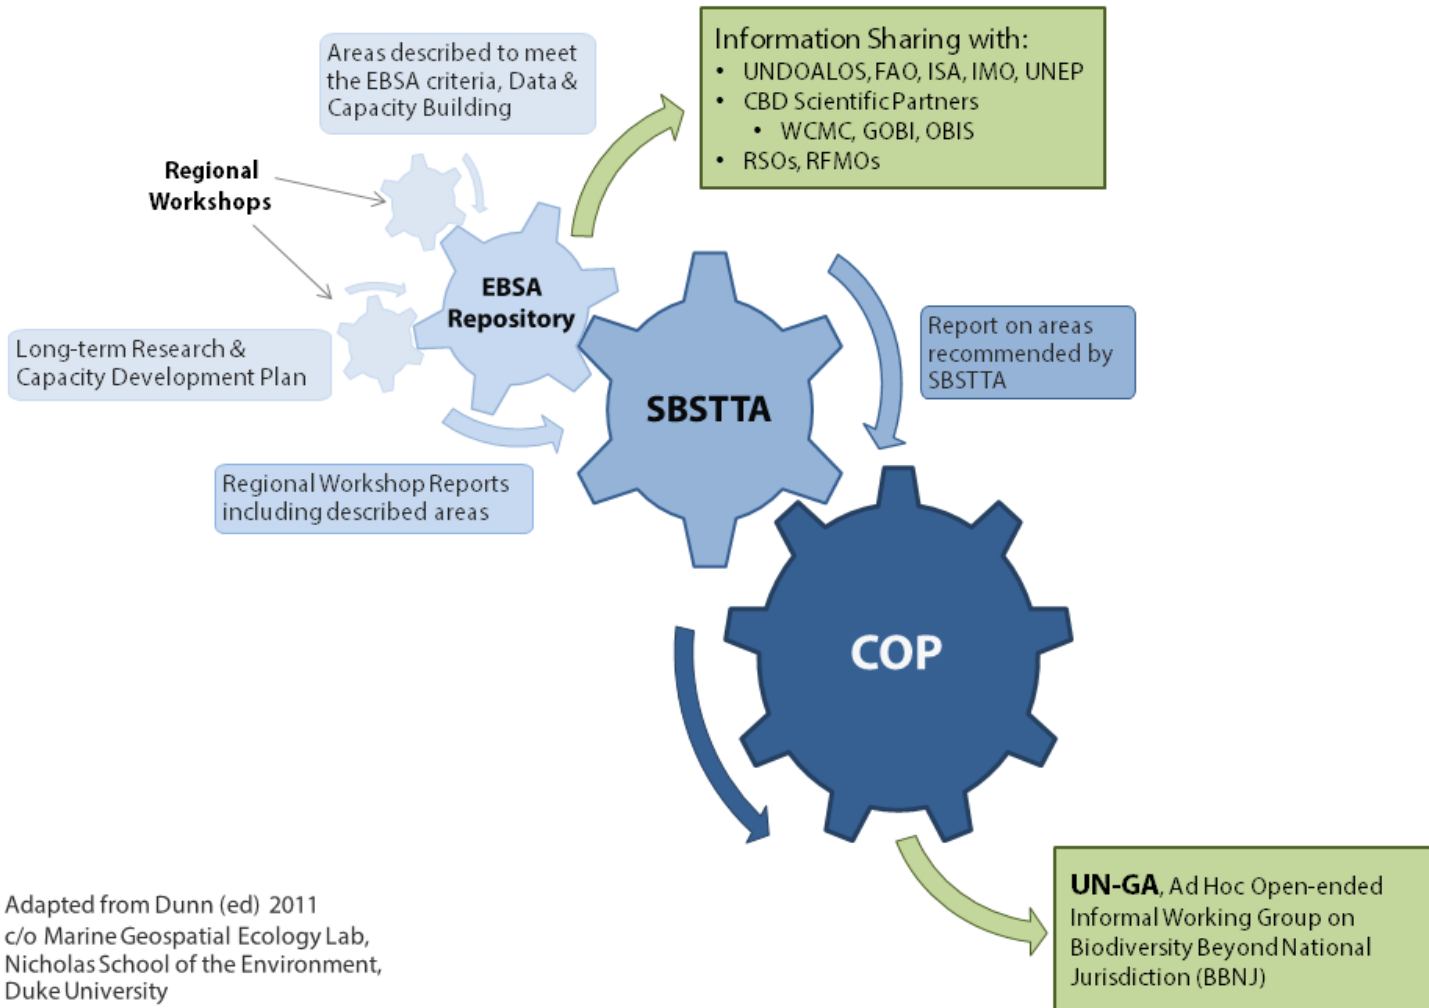 Areas described to meet
the EBSA criteria, Data &
Capacity Building
Information Sharing with:
• UNDOALOS, FAO, ISA, IMO, UNEP
• CBD Scientific Partners
• WCMC, GOBI, OBIS
• RSOs, RFMOs
Regional
Workshops
EBSA
Repository
Long-term Research &
Capacity Development Plan
Report on areas
recommended by
SBSTTA
SBSTTA
Regional Workshop Reports
including described areas
COP
UN-GA, Ad Hoc Open-ended
Informal Working Group on
Biodiversity Beyond National
Jurisdiction (BBNJ)
Adapted from Dunn (ed) 2011
c/o Marine Geospatial Ecology Lab,
Nicholas School of the Environment,
Duke University